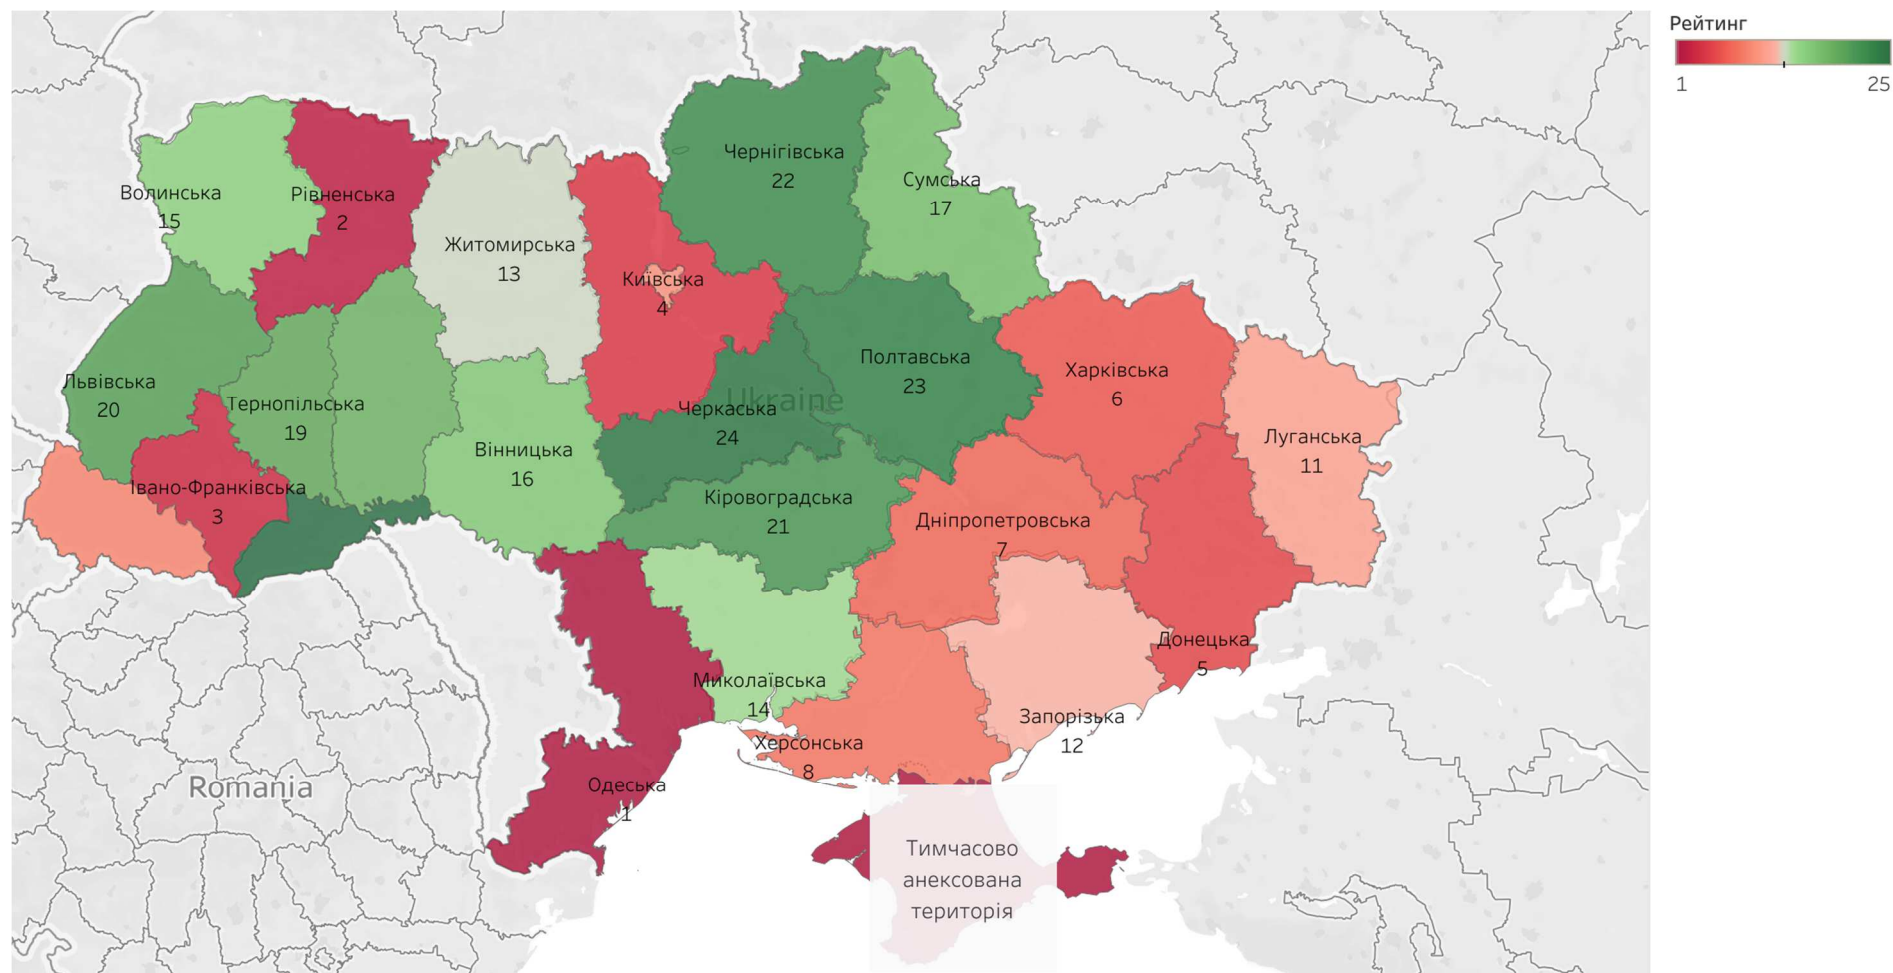 Рейтинг
1
25
Чернігівська
22
Сумська
17
Волинська
15
Рівненська
2
Житомирська
13
Київська
4
Полтавська
23
Харківська
6
Львівська
20
Тернопільська
19
Ukraine
Черкаська
24
Луганська
11
Вінницька
16
Івано-Франківська
3
Кіровоградська
21
Дніпропетровська
7
Донецька
5
Миколаївська
14
Запорізька
12
Херсонська
8
Romania
Одеська
1
Тимчасово
анексована
територія